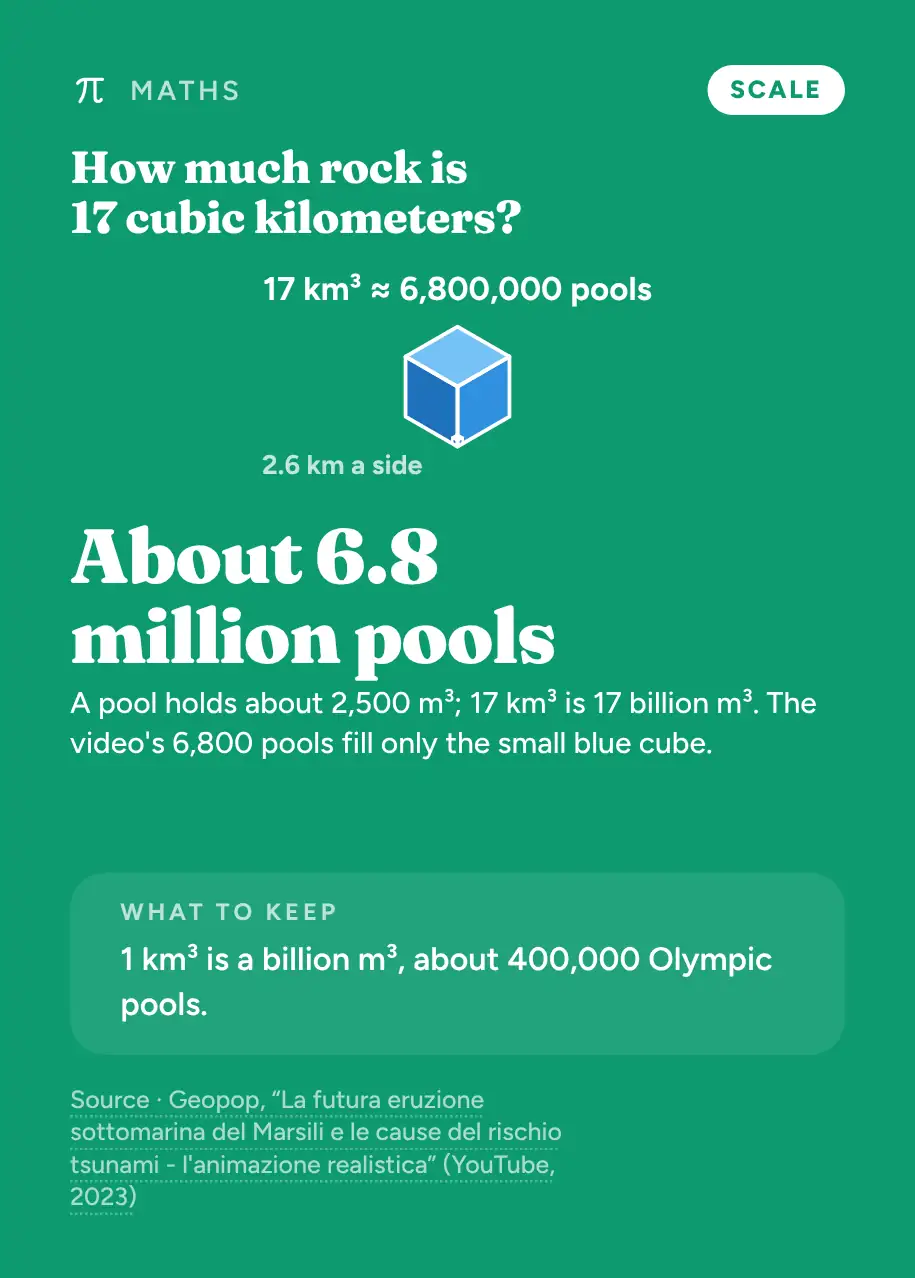 π MATHS
SCALE
How much rock is
17 cubic kilometers?
17 km³ ≈ 6,800,000 pools
2.6 km a side
About 6.8
million pools
A pool holds about 2,500 m³; 17 km³ is 17 billion m³. The
video's 6,800 pools fill only the small blue cube.
WHAT TO KEEP
1 km³ is a billion m³, about 400,000 Olympic
pools.
Source · Geopop, “La futura eruzione
sottomarina del Marsili e le cause del rischio
tsunami - l'animazione realistica” (YouTube,
2023)